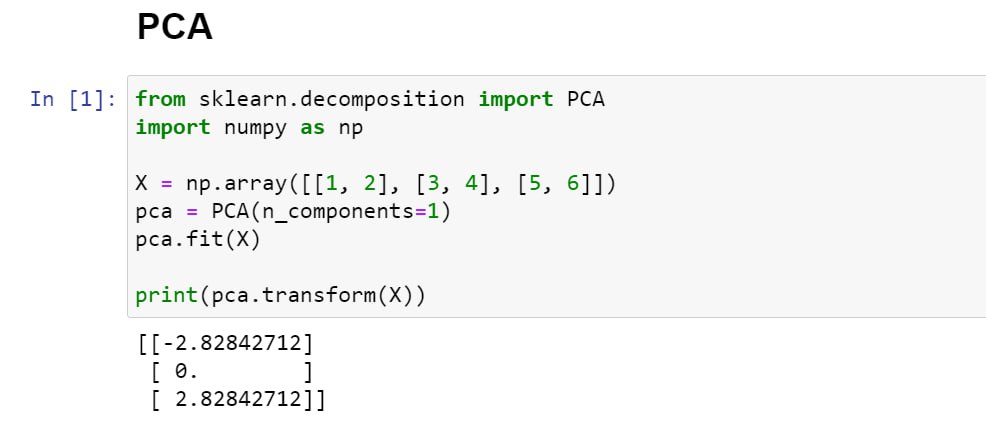 PCA
In [1]: from sklearn.decomposition import PCA
import numpy as np
X = np.array([[1, 2], [3, 4], [5, 6]])
pca = PCA(n_components=1)
pca.fit(X)
print(pca.transform(X))
[[-2.82842712]
 [ 0.        ]
 [ 2.82842712]]